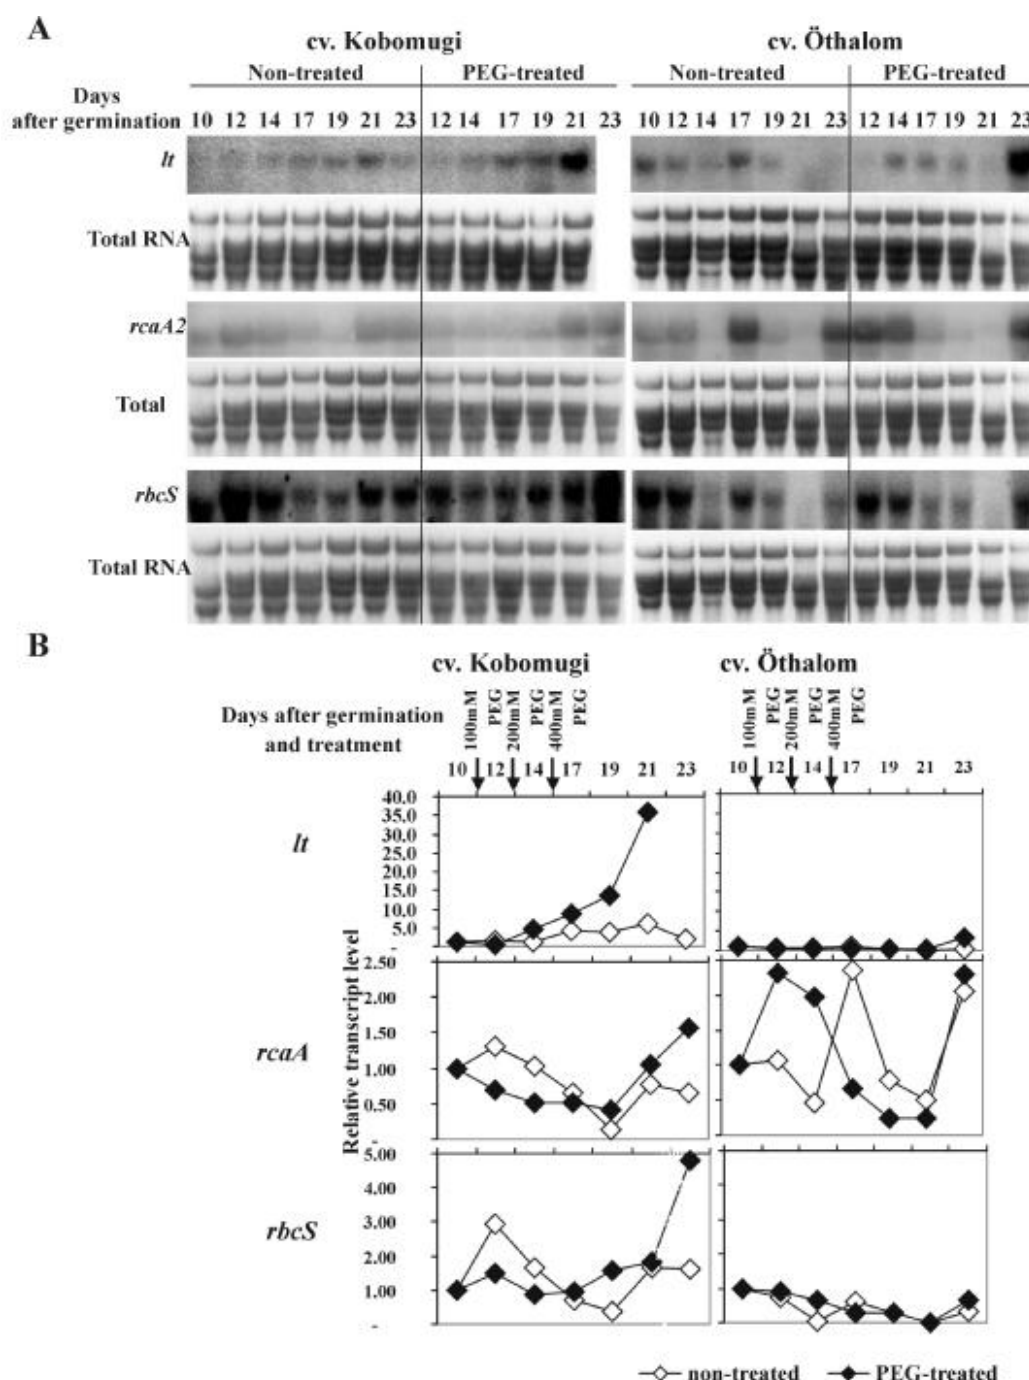 A
cv. Kobomugi cv. Öthalom
Non-treated PEG-treated Non-treated PEG-treated
Days
after germination 10 12 14 17 19 21 23 12 14 17 19 21 23 10 12 14 17 19 21 23 12 14 17 19 21 23
lt
Total RNA
rcaA2
Total
rbcS
Total RNA
B
cv. Kobomugi cv. Öthalom
Days after germination
and treatment
100mM PEG 200mM PEG 400mM PEG 100mM PEG 200mM PEG 400mM PEG
10 12 14 17 19 21 23 10 12 14 17 19 21 23
lt
40.0
35.0
30.0
25.0
20.0
15.0
10.0
5.0
-
rcaA
Relative transcript level
2.50
2.00
1.50
1.00
0.50
-
rbcS
5.00
4.00
3.00
2.00
1.00
-
non-treated PEG-treated